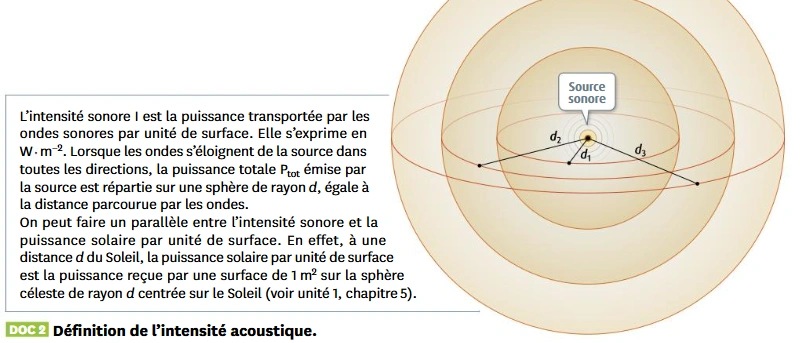 L'intensité sonore I est la puissance transportée par les
ondes sonores par unité de surface. Elle s'exprime en
W·m⁻². Lorsque les ondes s'éloignent de la source dans
toutes les directions, la puissance totale Pₜₒₜ émise par
la source est répartie sur une sphère de rayon d, égale à
la distance parcourue par les ondes.
On peut faire un parallèle entre l'intensité sonore et la
puissance solaire par unité de surface. En effet, à une
distance d du Soleil, la puissance solaire par unité de surface
est la puissance reçue par une surface de 1 m² sur la sphère
céleste de rayon d centrée sur le Soleil (voir unité 1, chapitre 5).
DOC 2 Définition de l'intensité acoustique.
Source
sonore
d₂
d₁
d₃